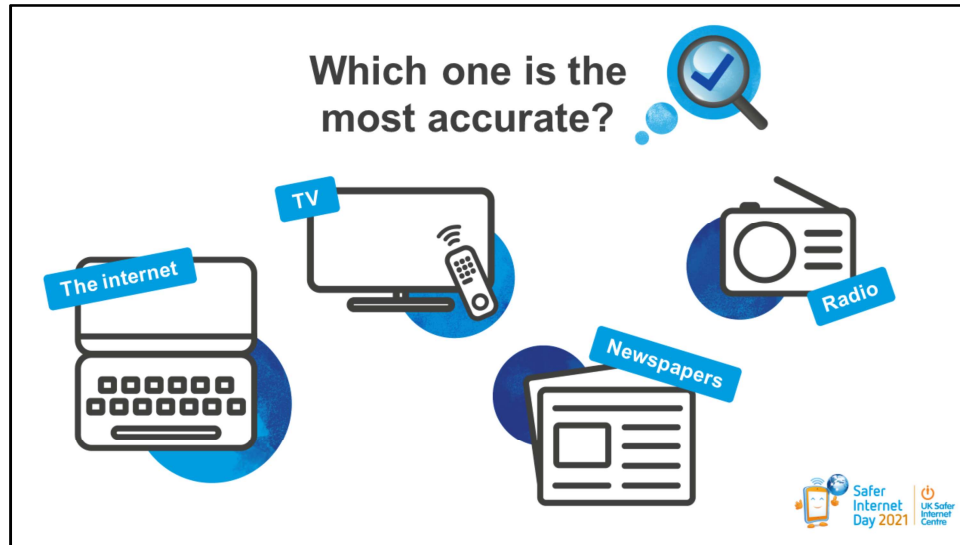 Which one is the
most accurate?
TV
The internet
Radio
Newspapers
Safer
Internet
Day 2021
UK Safer
Internet
Centre